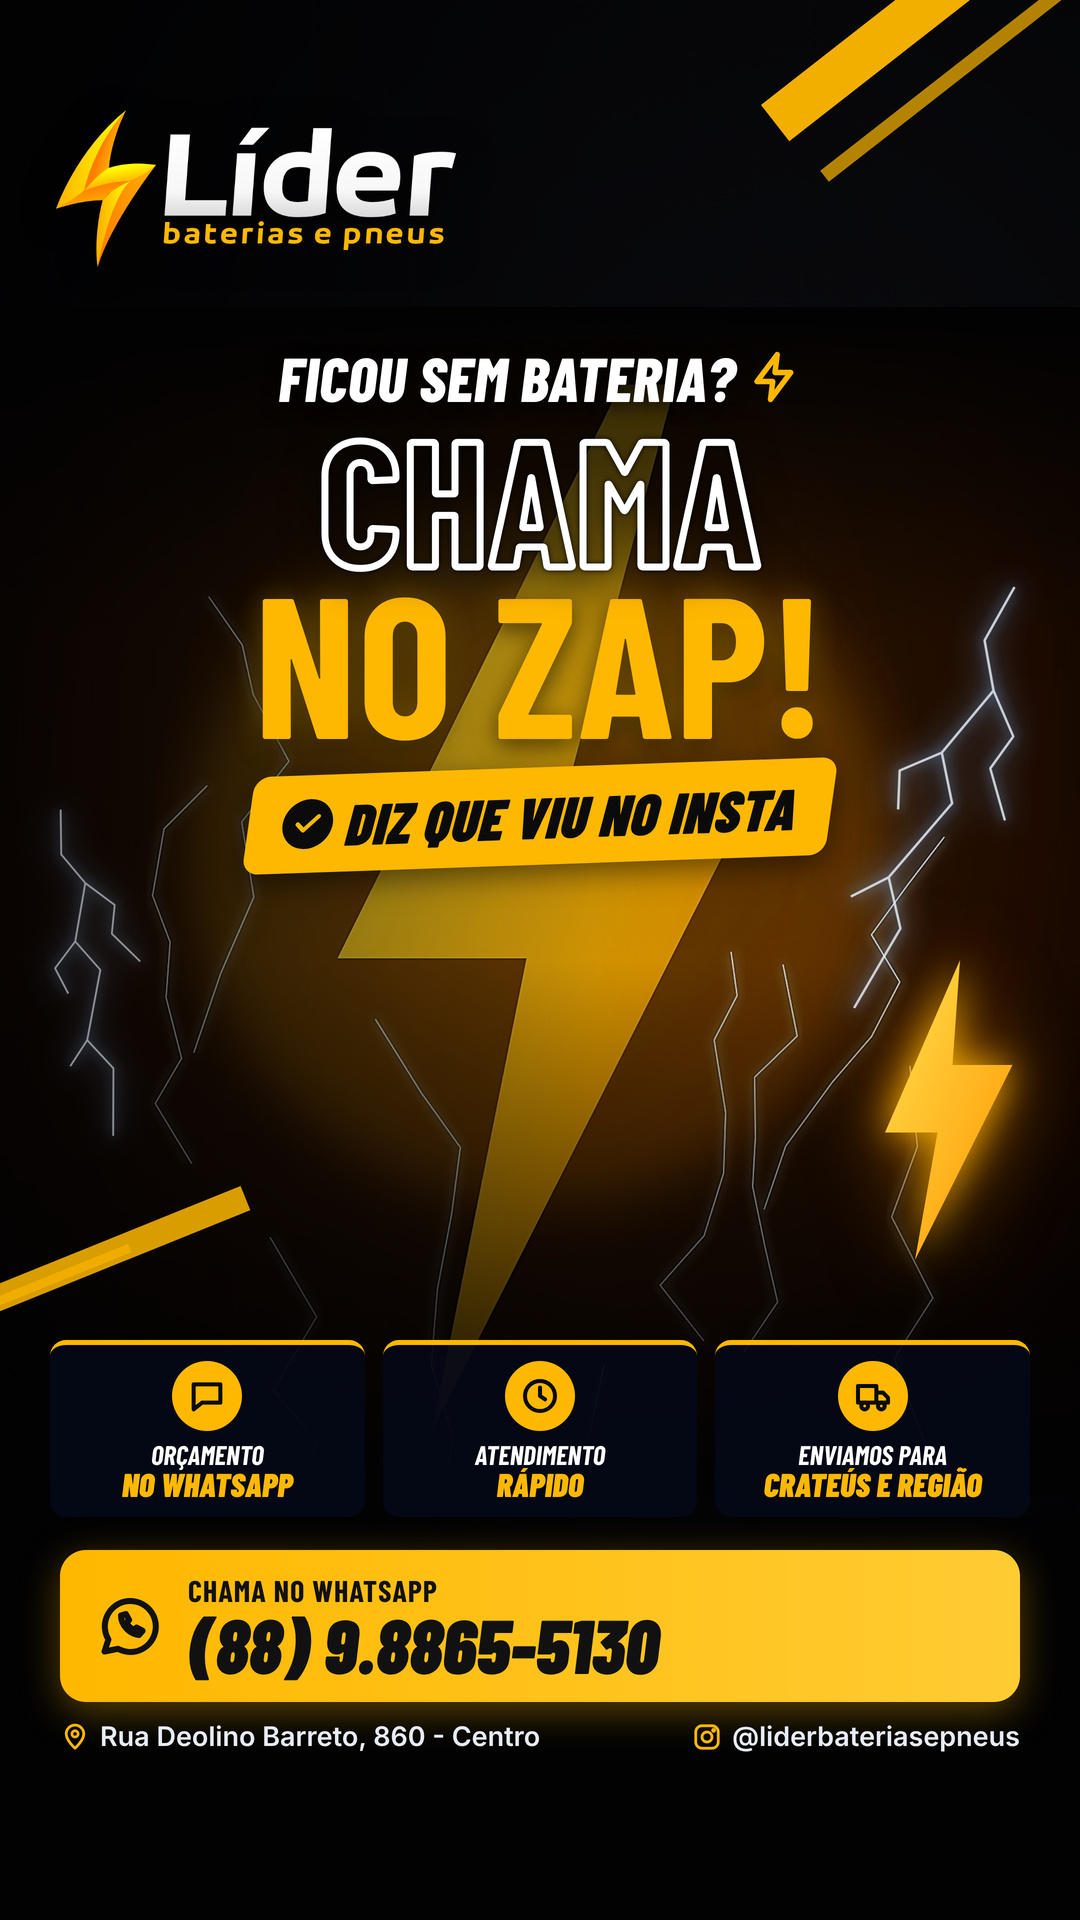 Líder
baterias e pneus
FICOU SEM BATERIA?
CHAMA
NO ZAP!
DIZ QUE VIU NO INSTA
ORÇAMENTO
NO WHATSAPP
ATENDIMENTO
RÁPIDO
ENVIAMOS PARA
CRATEÚS E REGIÃO
CHAMA NO WHATSAPP
(88) 9.8865-5130
Rua Deolino Barreto, 860 - Centro
@liderbateriasepneus